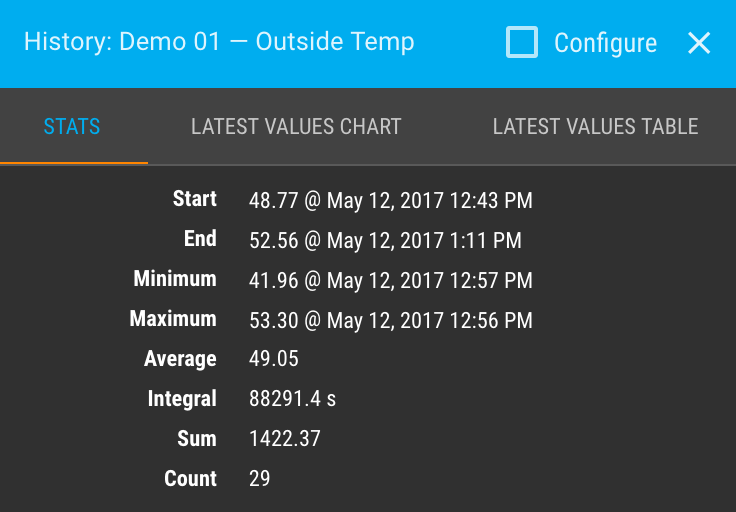 History: Demo 01 — Outside Temp Configure
STATS LATEST VALUES CHART LATEST VALUES TABLE
Start 48.77 @ May 12, 2017 12:43 PM
End 52.56 @ May 12, 2017 1:11 PM
Minimum 41.96 @ May 12, 2017 12:57 PM
Maximum 53.30 @ May 12, 2017 12:56 PM
Average 49.05
Integral 88291.4 s
Sum 1422.37
Count 29